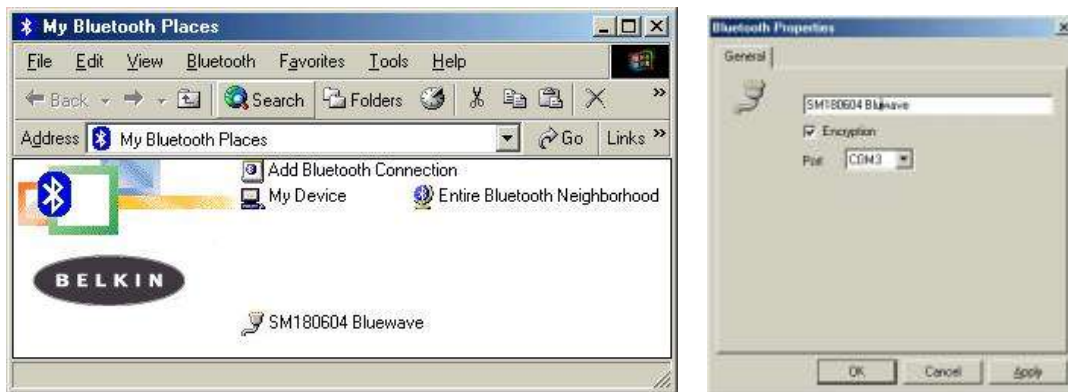 My Bluetooth Places
File Edit View Bluetooth Favorites Tools Help
Back Search Folders »
Address My Bluetooth Places Go Links »
Add Bluetooth Connection
My Device Entire Bluetooth Neighborhood
BELKIN
SM180604 Bluewave
Bluetooth Properties
General
SM180604 Bluewave
Encryption
Port COM3
OK Cancel Apply